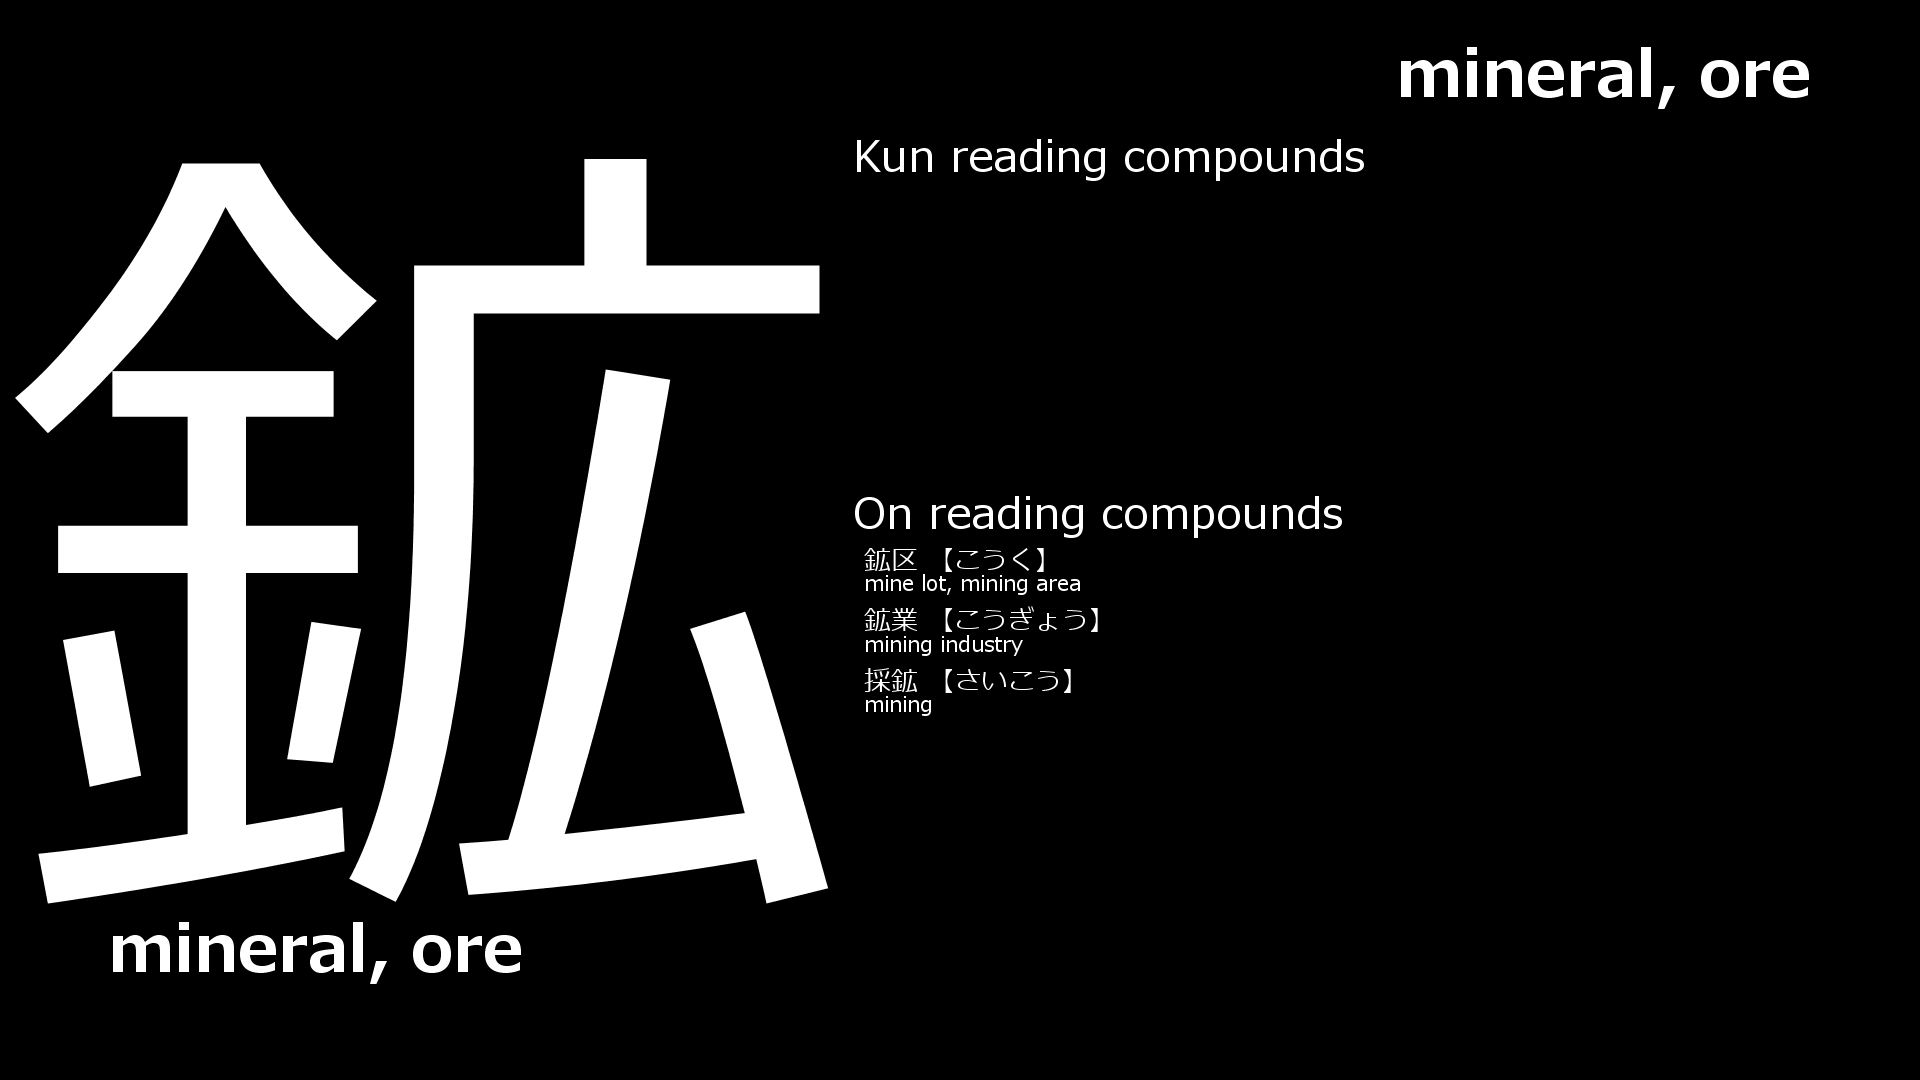 mineral, ore
鉱
Kun reading compounds
On reading compounds
鉱区 【こうく】
mine lot, mining area
鉱業 【こうぎょう】
mining industry
採鉱 【さいこう】
mining
mineral, ore